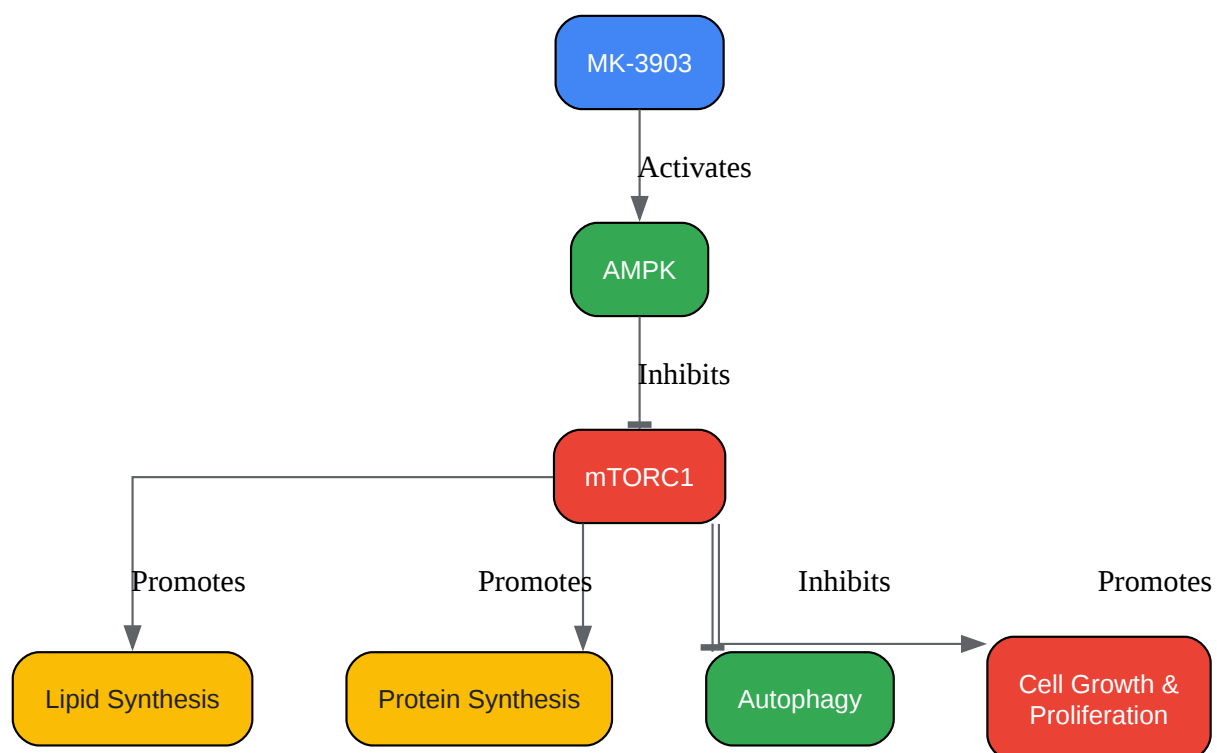 MK-3903
Activates
AMPK
Inhibits
mTORC1
Promotes
Promotes
Inhibits
Promotes
Lipid Synthesis
Protein Synthesis
Autophagy
Cell Growth &
Proliferation